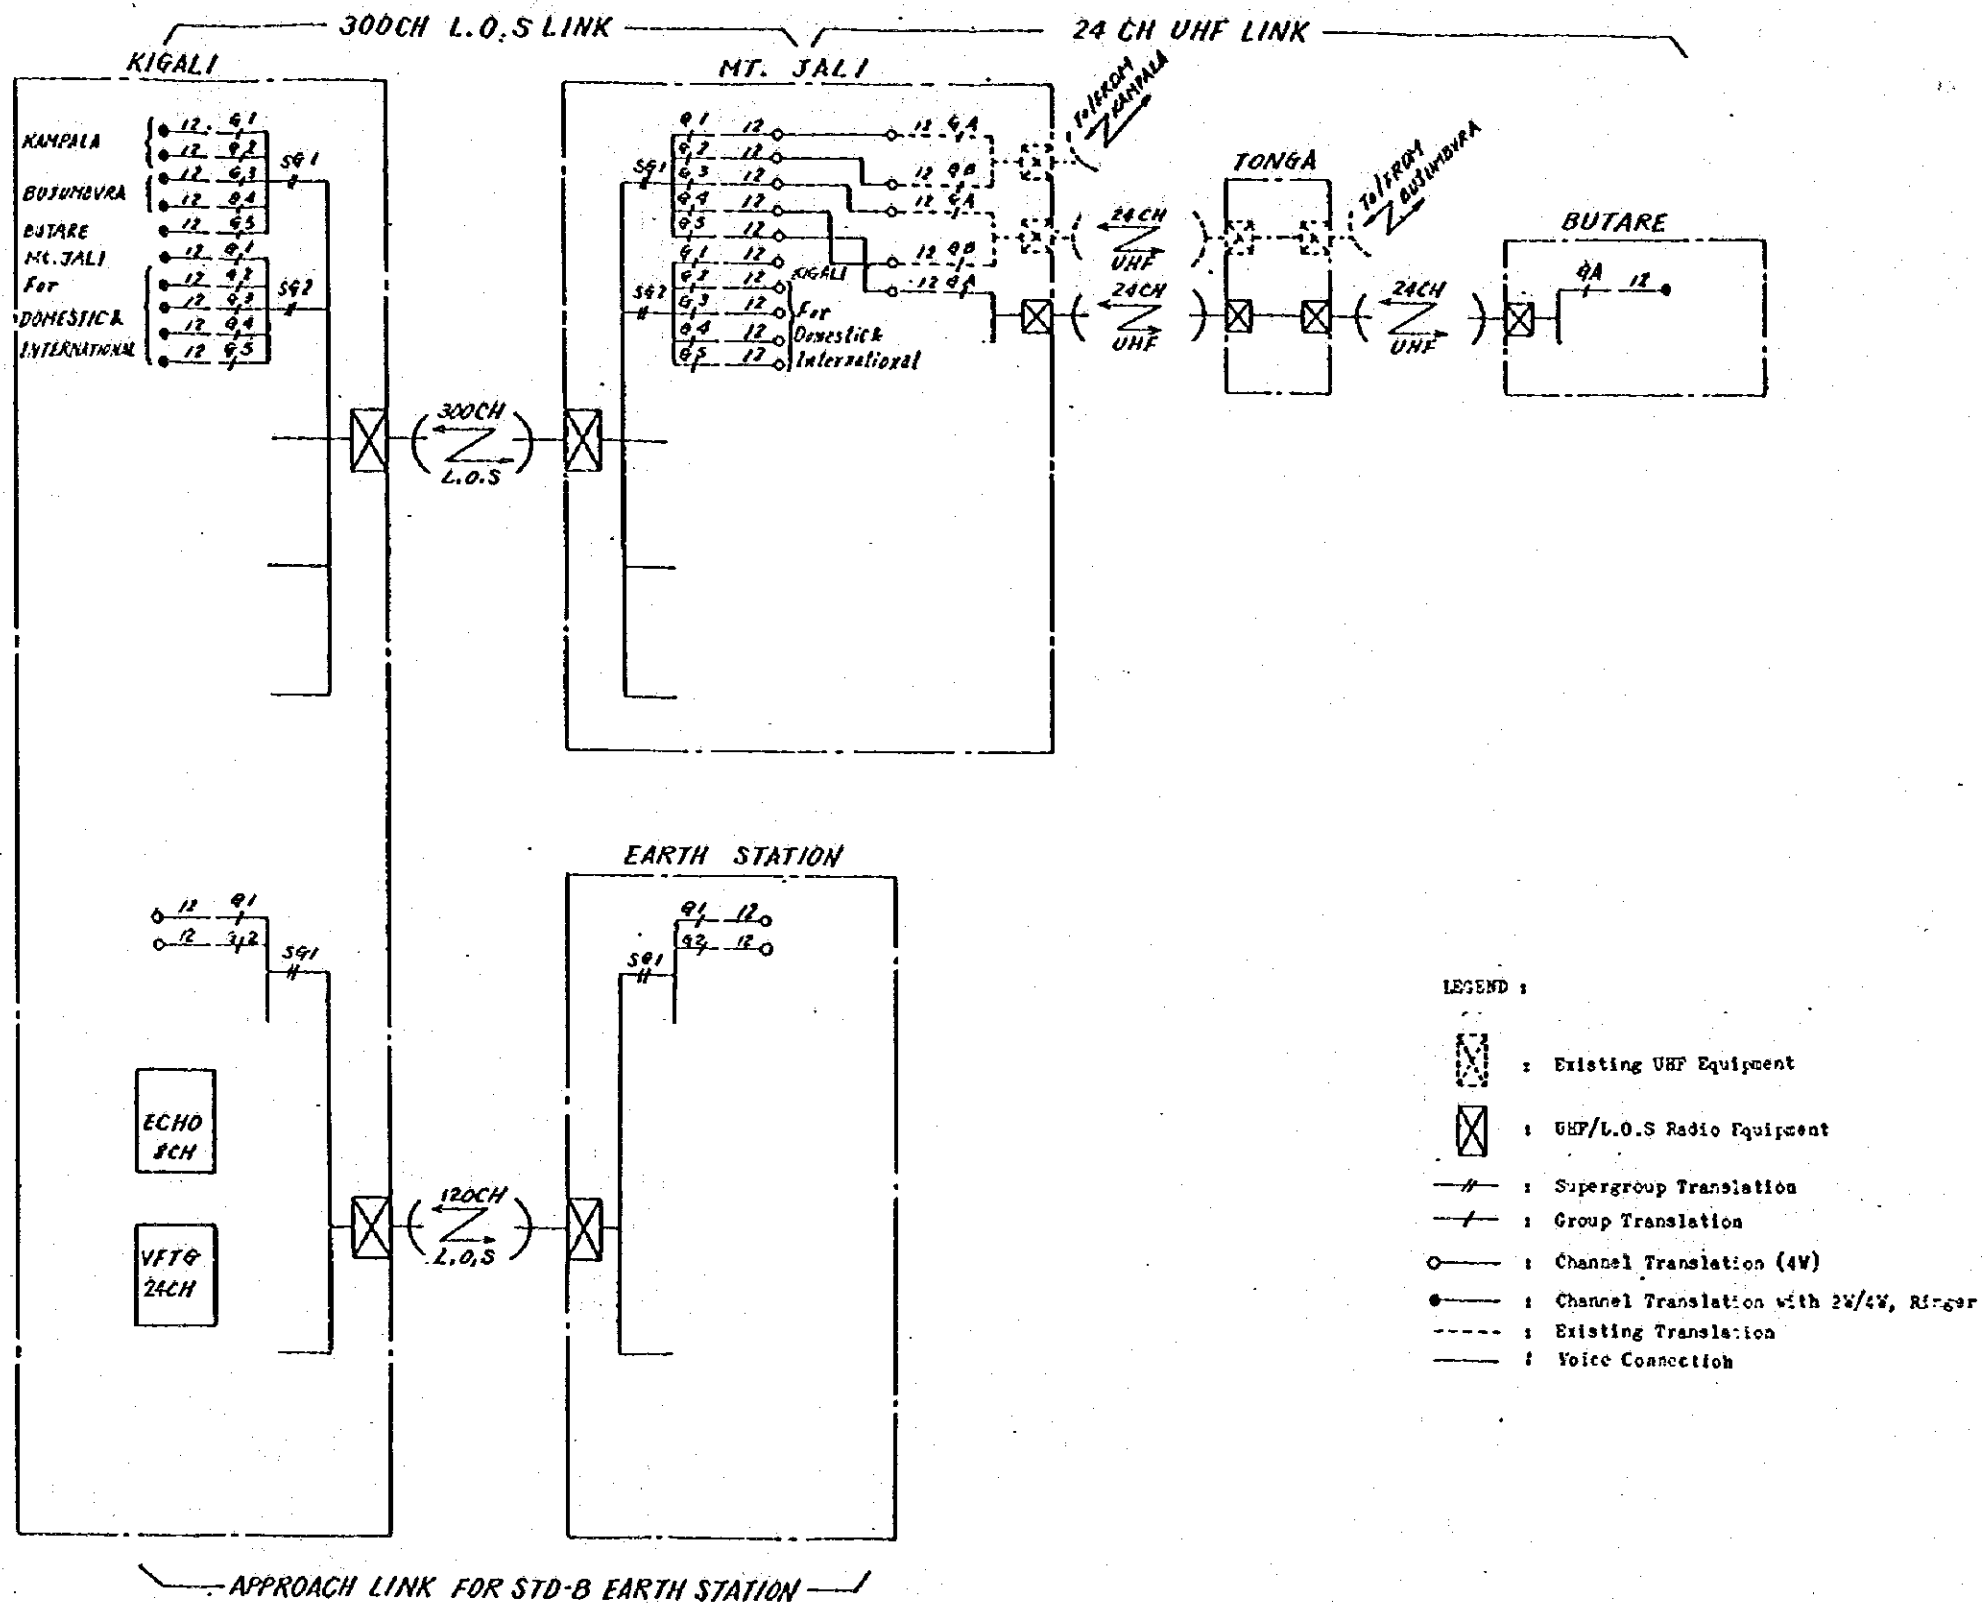 300CH L.O.S LINK
24 CH UHF LINK
KIGALI
KAMPALA
BUJUMBURA
BUTARE
Mt. JALI
For
DOMESTIC &
INTERNATIONAL
12 G1
12 G2
12 G3
12 G4
12 G5
12 G1
12 G2
12 G3
12 G4
12 G5
SG1
SG2
300CH
L.O.S
MT. JALI
SG1
SG2
G1 12
G2 12
G3 12
G4 12
G5 12
G1 12
G2 12
G3 12
G4 12
G5 12
KIGALI
For
Domestic &
International
12 GA
12 GB
12 GA
12 GB
12 GA
To/FROM
KAMPALA
24CH
UHF
24CH
UHF
TONGA
To/FROM
BUJUMBURA
24CH
UHF
BUTARE
GA 12
12 G1
12 G2
SG1
ECHO
8CH
VFTG
24CH
120CH
L.O.S
EARTH STATION
G1 12
G2 12
SG1
APPROACH LINK FOR STD-B EARTH STATION
LEGEND :
: Existing UHF Equipment
: UHF/L.O.S Radio Equipment
: Supergroup Translation
: Group Translation
: Channel Translation (4W)
: Channel Translation with 2W/4W, Ringer
: Existing Translation
: Voice Connection